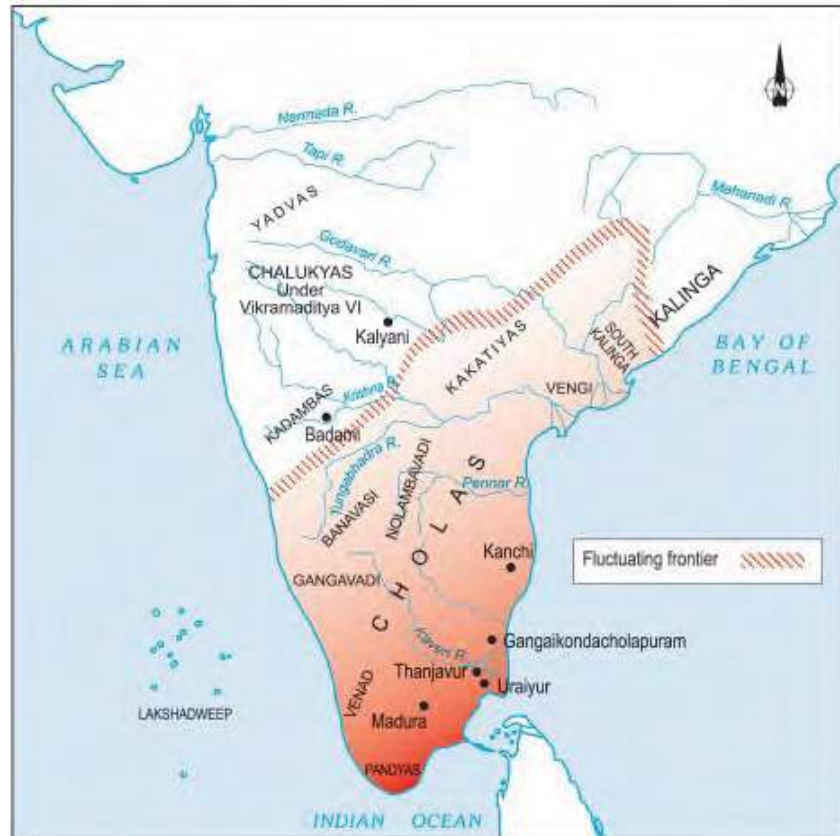 N
Narmada R.
Tapi R.
Mahanadi R.
YADVAS
Godavari R.
CHALUKYAS
Under
Vikramaditya VI
KALINGA
Kalyani
SOUTH
KALINGA
ARABIAN
SEA
BAY OF
BENGAL
KAKATIYAS
VENGI
KADAMBAS
Krishna R.
Badami
Tungabhadra R.
NOLAMBAVADI
BANAVASI
Pennar R.
CHOLAS
Kanchi
Fluctuating frontier
GANGAVADI
Gangaikondacholapuram
Kaveri R.
Thanjavur
Uraiyur
VENAD
Madura
LAKSHADWEEP
PANDYAS
INDIAN OCEAN